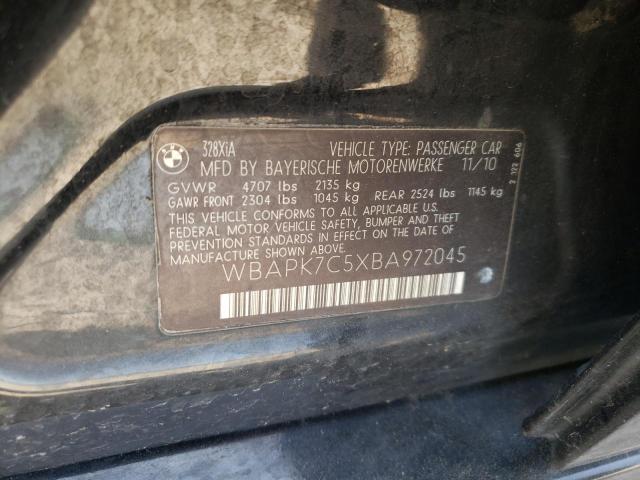 BMW
328XiA VEHICLE TYPE: PASSENGER CAR
MFD BY BAYERISCHE MOTORENWERKE 11/10
GVWR 4707 lbs 2135 kg
GAWR FRONT 2304 lbs 1045 kg REAR 2524 lbs 1145 kg
THIS VEHICLE CONFORMS TO ALL APPLICABLE U.S.
FEDERAL MOTOR VEHICLE SAFETY, BUMPER AND THEFT
PREVENTION STANDARDS IN EFFECT ON THE DATE OF
MANUFACTURE SHOWN ABOVE.
WBAPK7C5XBA972045